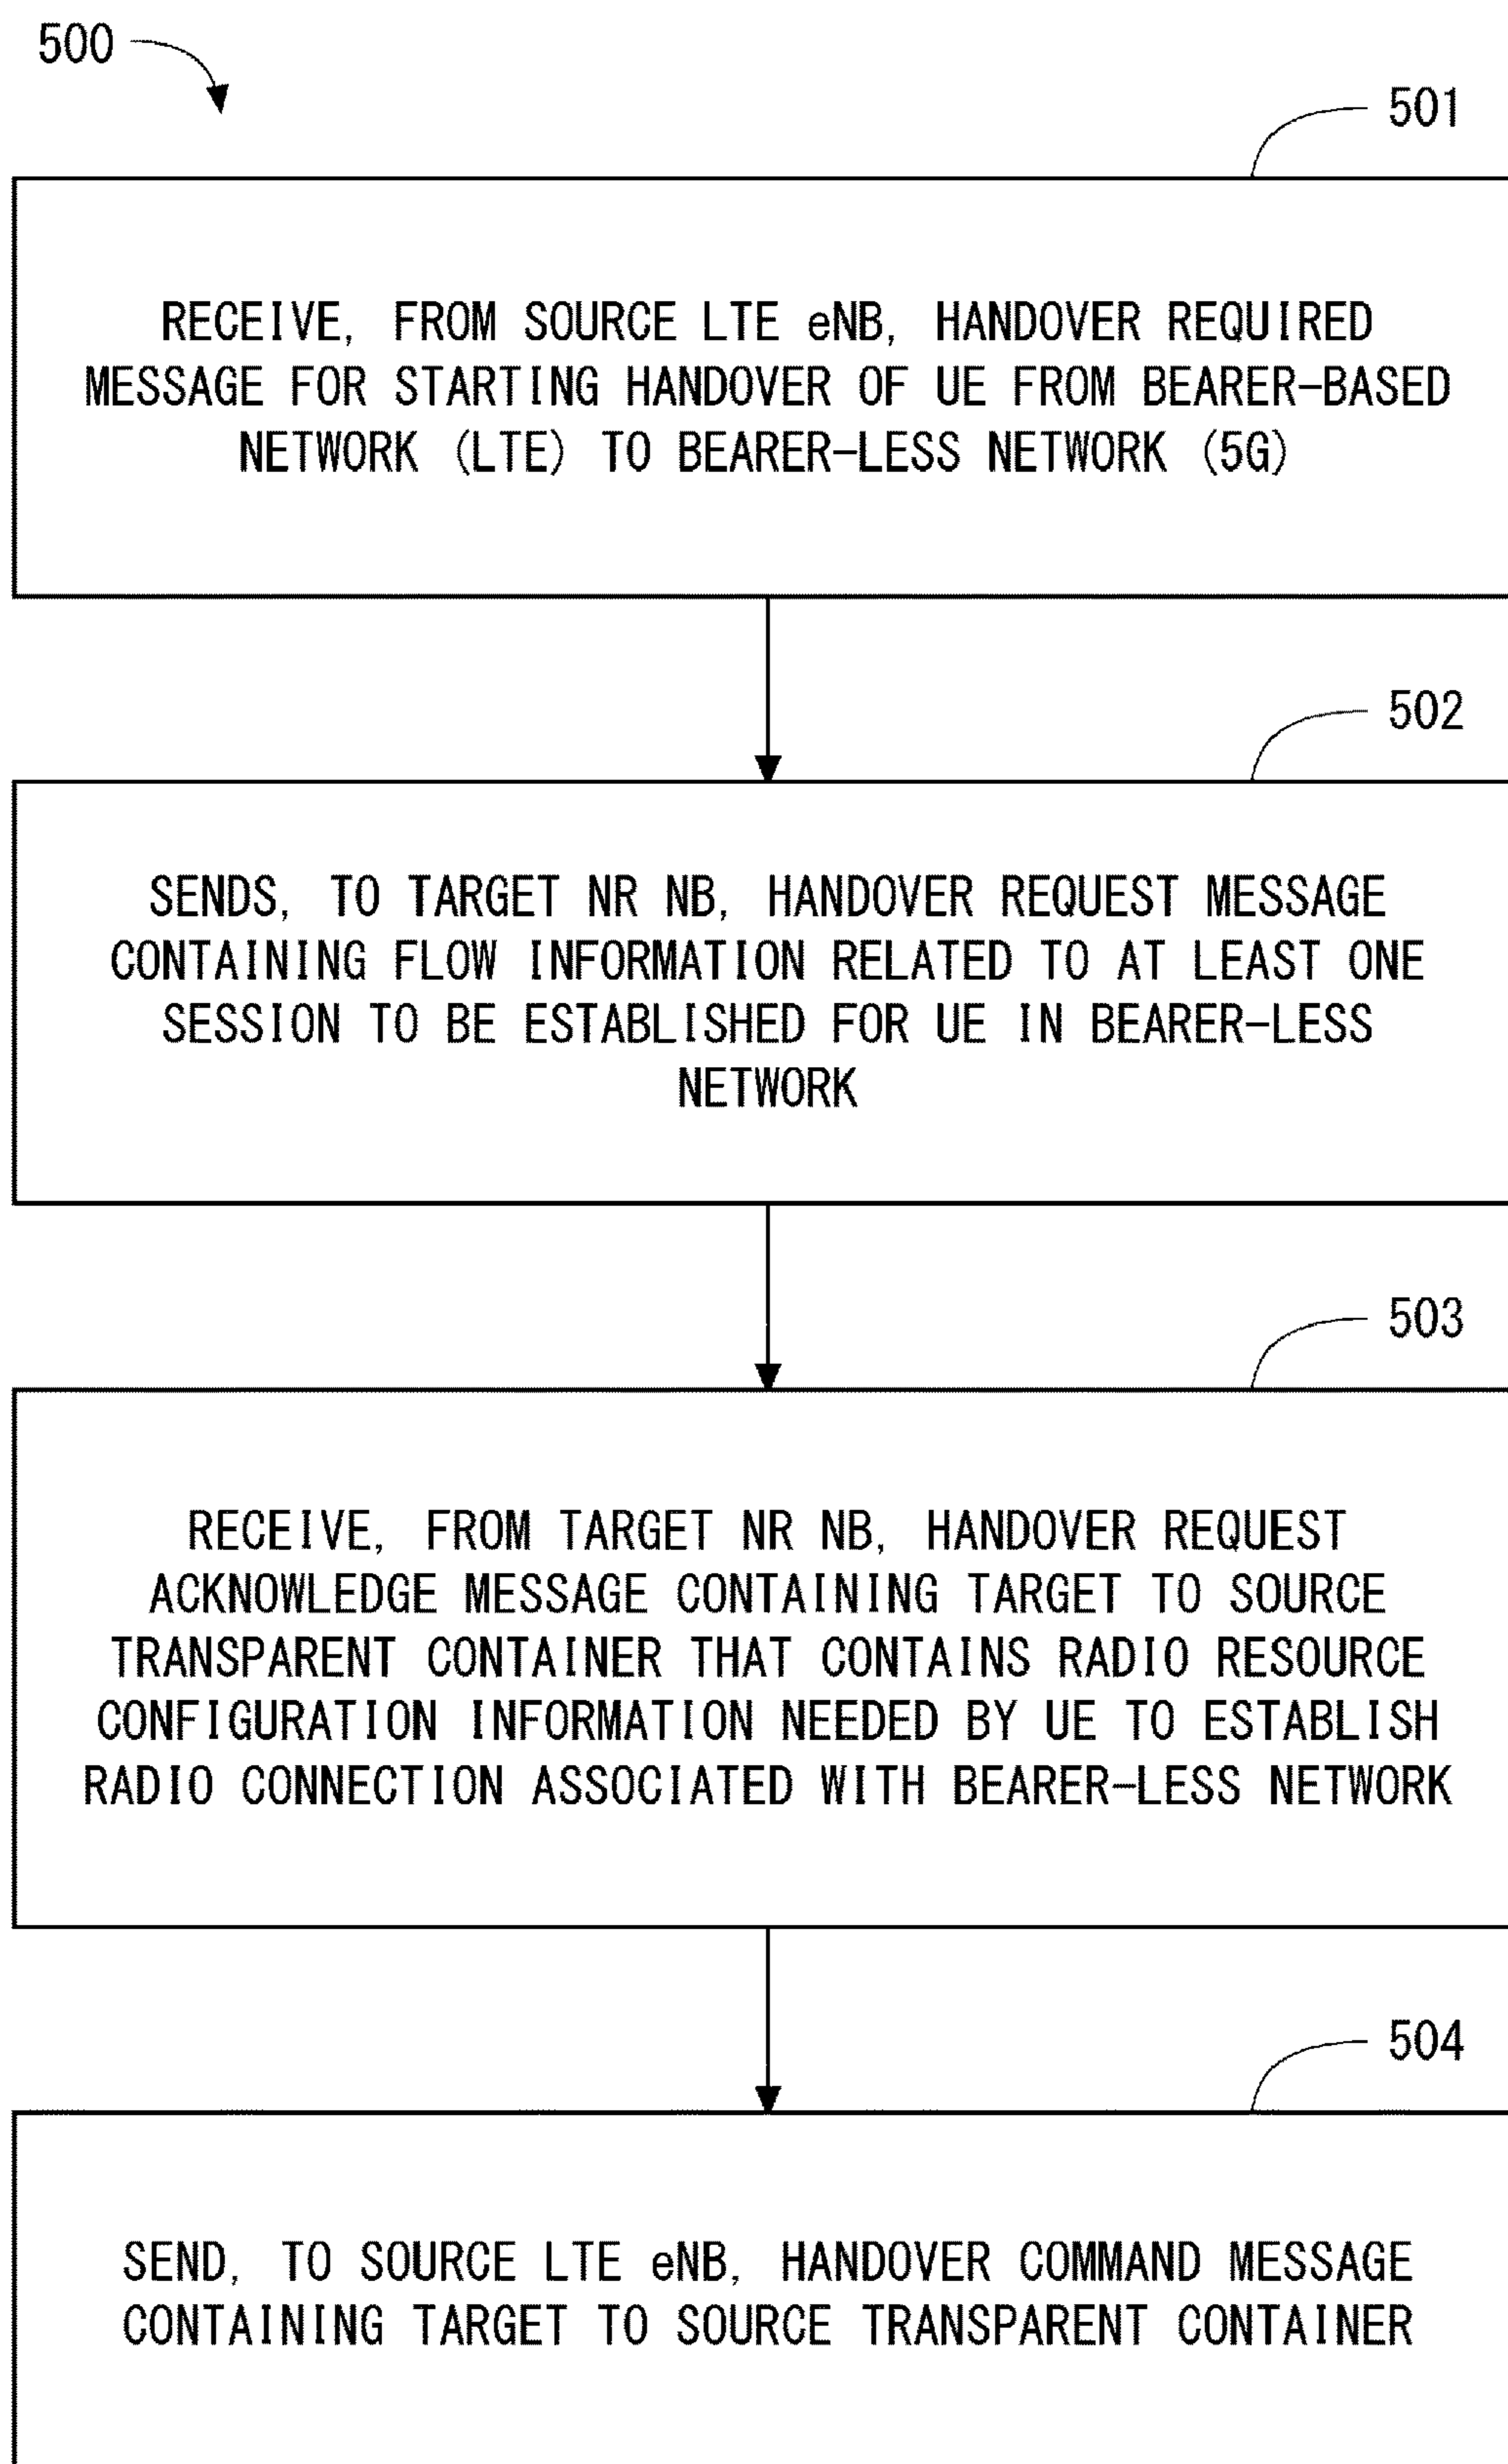 500
501
RECEIVE, FROM SOURCE LTE eNB, HANDOVER REQUIRED
MESSAGE FOR STARTING HANDOVER OF UE FROM BEARER-BASED
NETWORK (LTE) TO BEARER-LESS NETWORK (5G)
502
SENDS, TO TARGET NR NB, HANDOVER REQUEST MESSAGE
CONTAINING FLOW INFORMATION RELATED TO AT LEAST ONE
SESSION TO BE ESTABLISHED FOR UE IN BEARER-LESS
NETWORK
503
RECEIVE, FROM TARGET NR NB, HANDOVER REQUEST
ACKNOWLEDGE MESSAGE CONTAINING TARGET TO SOURCE
TRANSPARENT CONTAINER THAT CONTAINS RADIO RESOURCE
CONFIGURATION INFORMATION NEEDED BY UE TO ESTABLISH
RADIO CONNECTION ASSOCIATED WITH BEARER-LESS NETWORK
504
SEND, TO SOURCE LTE eNB, HANDOVER COMMAND MESSAGE
CONTAINING TARGET TO SOURCE TRANSPARENT CONTAINER